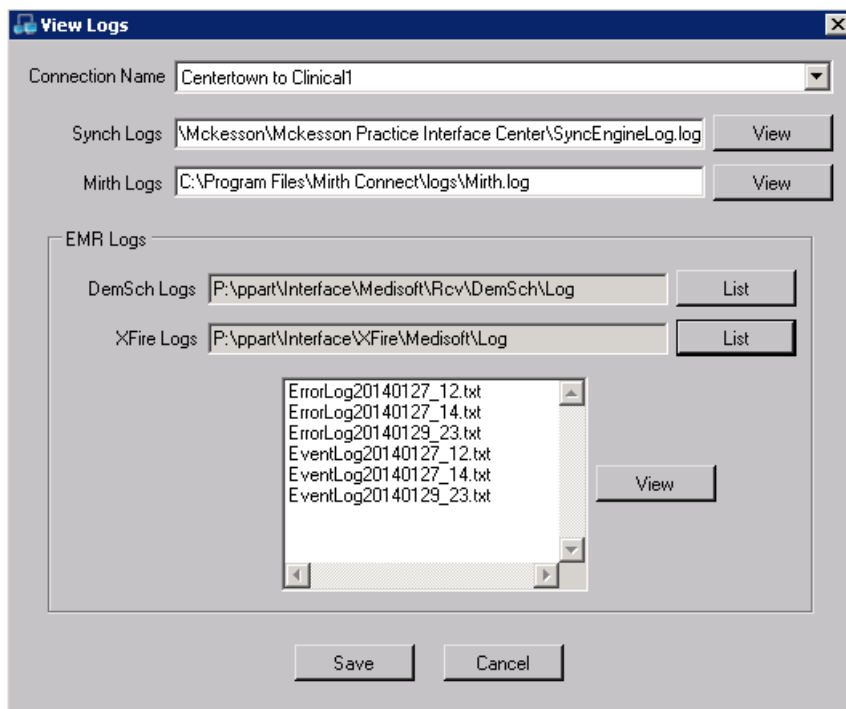 View Logs
Connection Name Centertown to Clinical1
Synch Logs \Mckesson\Mckesson Practice Interface Center\SyncEngineLog.log View
Mirth Logs C:\Program Files\Mirth Connect\logs\Mirth.log View
EMR Logs
DemSch Logs P:\ppart\Interface\Medisoft\Rcv\DemSch\Log List
XFire Logs P:\ppart\Interface\XFire\Medisoft\Log List
ErrorLog20140127_12.txt
ErrorLog20140127_14.txt
ErrorLog20140129_23.txt
EventLog20140127_12.txt
EventLog20140127_14.txt
EventLog20140129_23.txt
View
Save Cancel